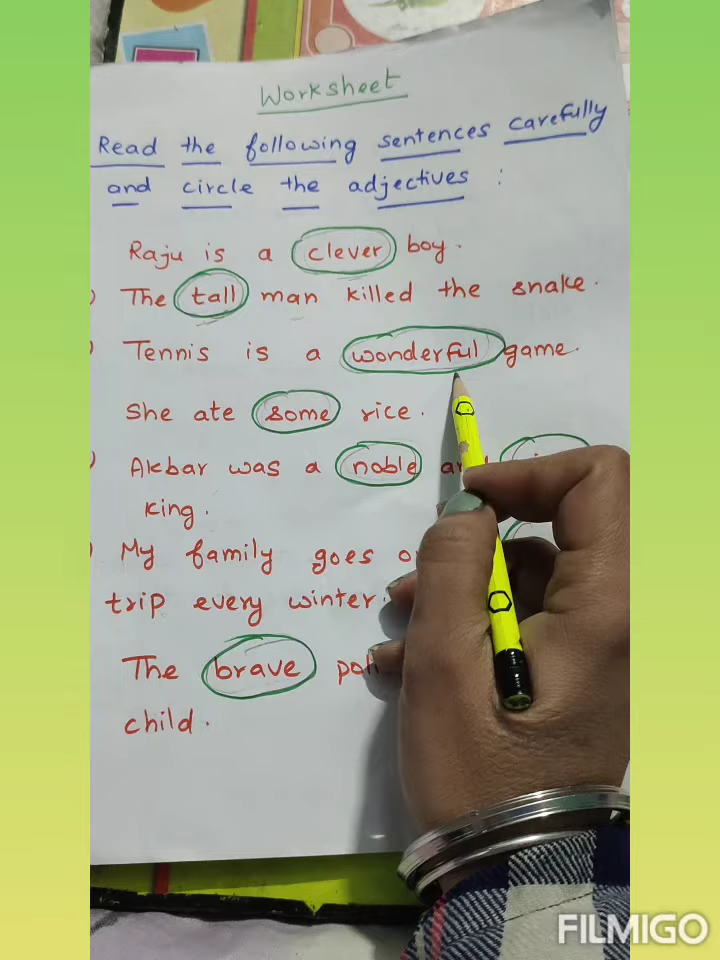 Worksheet
Read the following sentences carefully
and circle the adjectives :
Raju is a clever boy.
) The tall man killed the snake.
) Tennis is a wonderful game.
She ate some rice.
) Akbar was a noble
king.
) My family goes
trip every winter.
The brave
child.
FILMIGO